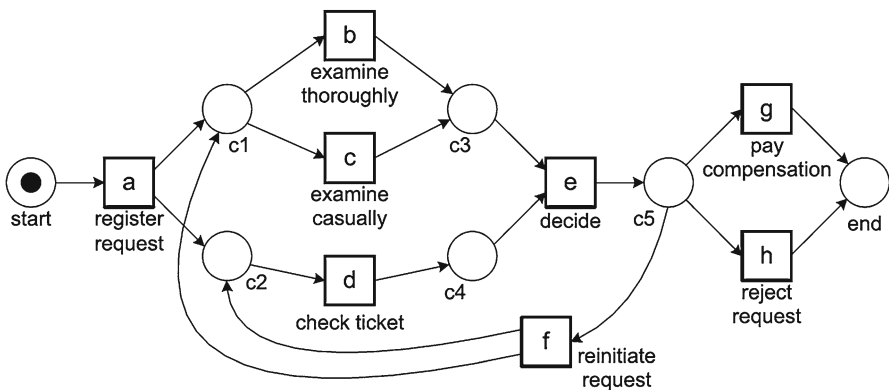 b
examine
thoroughly
c1
c
examine
casually
c3
start
a
register
request
c2
d
check ticket
c4
e
decide
c5
f
reinitiate
request
g
pay
compensation
h
reject
request
end